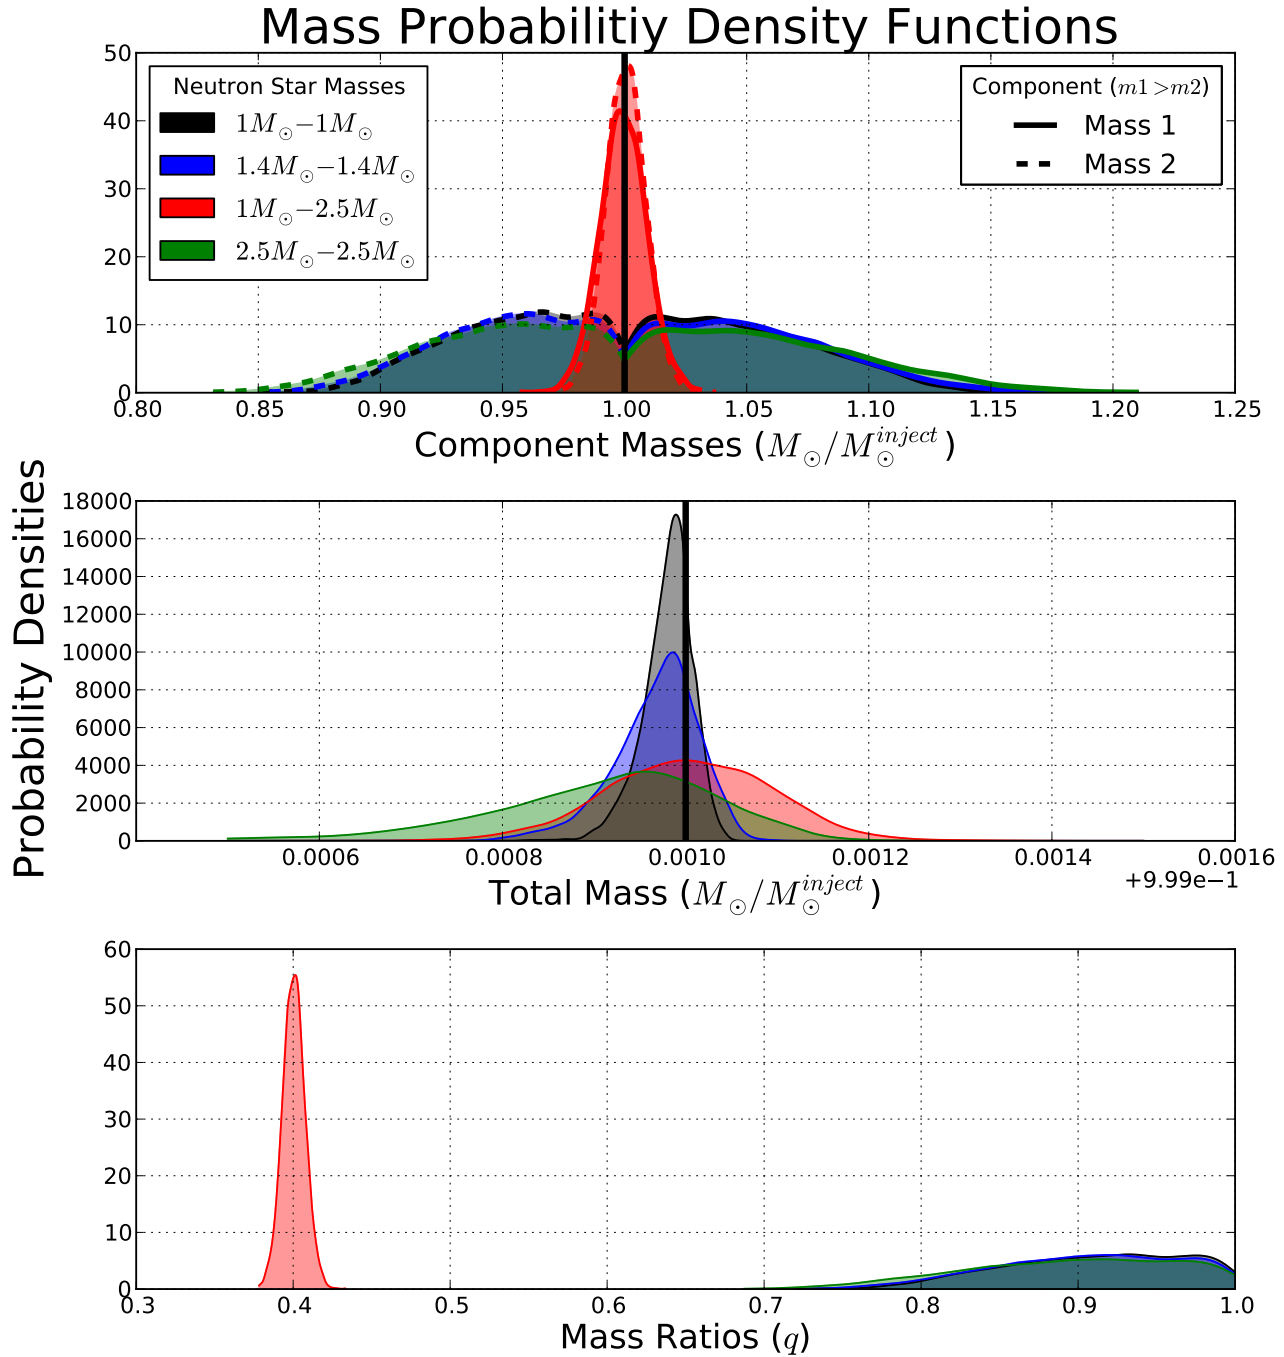 Mass Probabilitiy Density Functions
50
40
30
20
10
0
Neutron Star Masses
1M⊙−1M⊙
1.4M⊙−1.4M⊙
1M⊙−2.5M⊙
2.5M⊙−2.5M⊙
Component (m1>m2)
Mass 1
Mass 2
0.80 0.85 0.90 0.95 1.00 1.05 1.10 1.15 1.20 1.25
Component Masses (M⊙/M⊙^inject)
Probability Densities
18000
16000
14000
12000
10000
8000
6000
4000
2000
0
0.0006 0.0008 0.0010 0.0012 0.0014 0.0016
+9.99e−1
Total Mass (M⊙/M⊙^inject)
60
50
40
30
20
10
0
0.3 0.4 0.5 0.6 0.7 0.8 0.9 1.0
Mass Ratios (q)